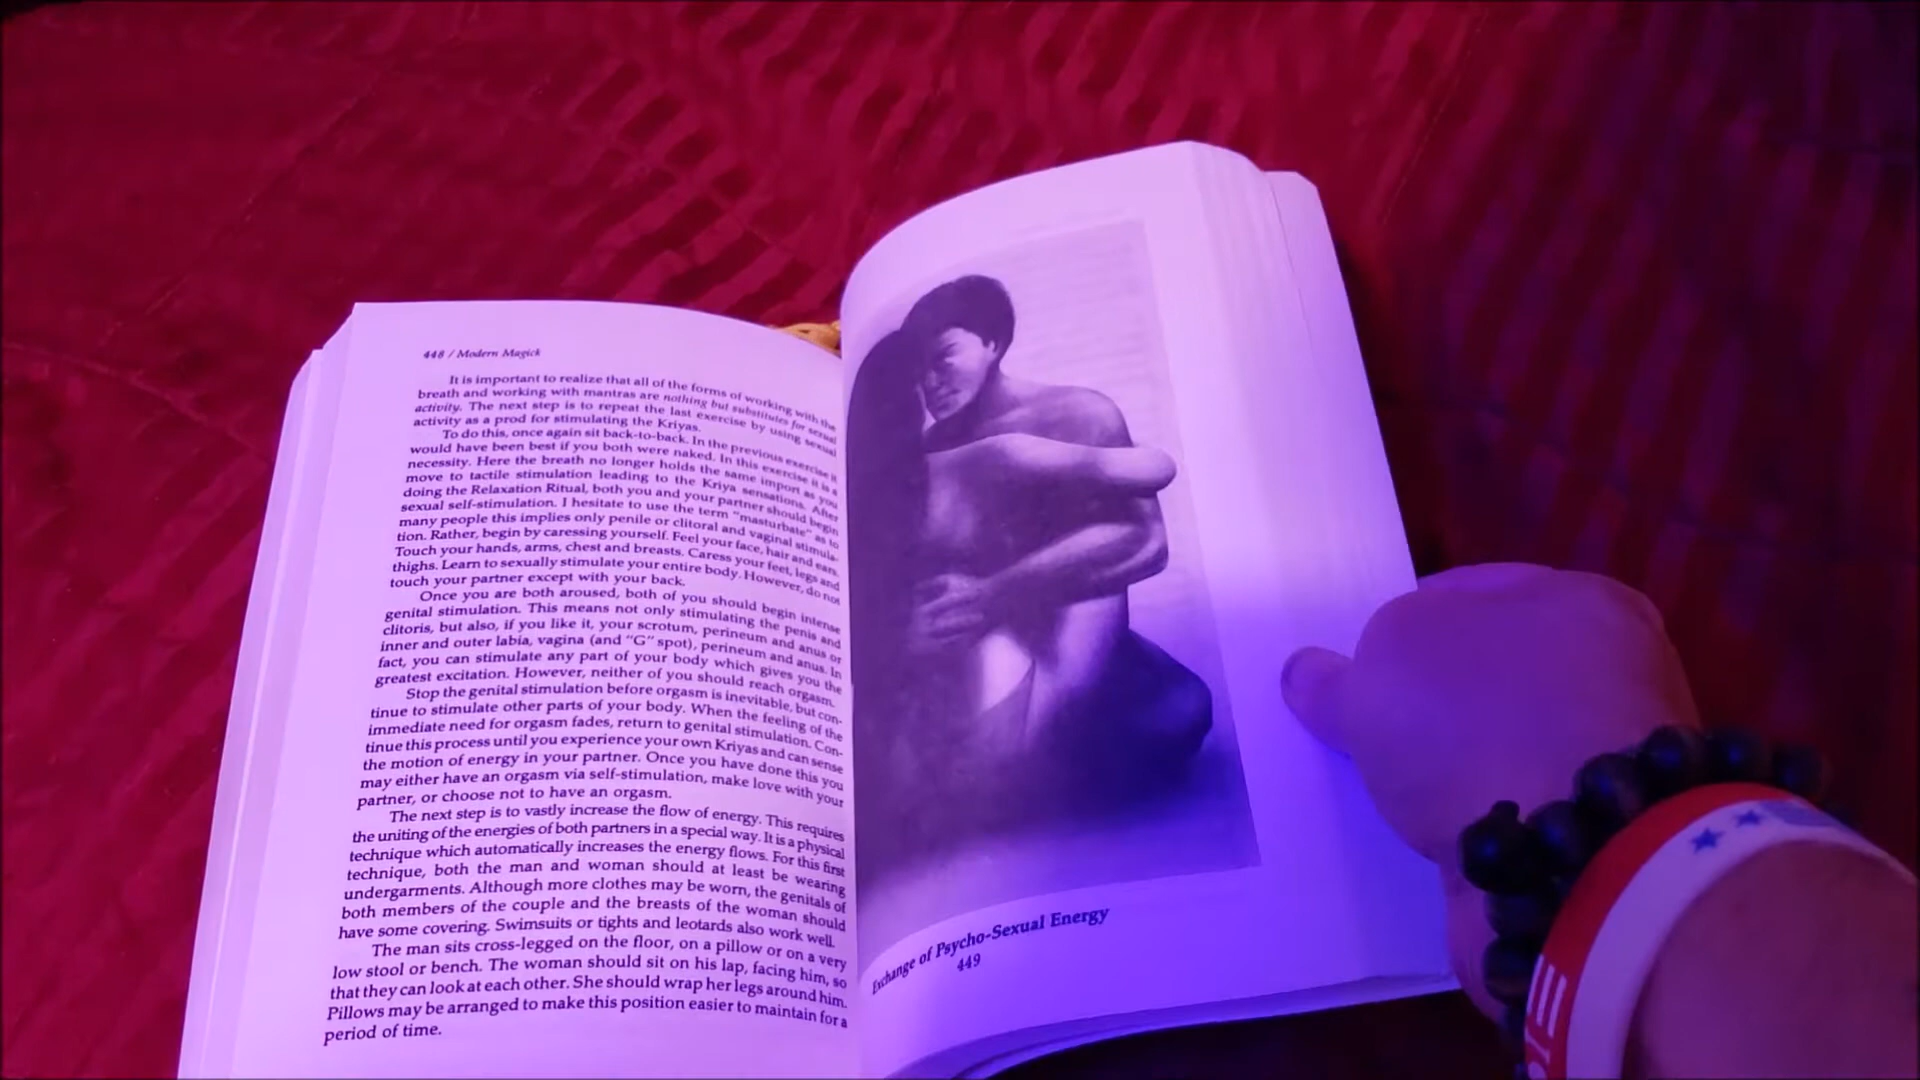 448 / Modern Magick
It is important to realize that all of the forms of working with the
breath and working with mantras are nothing but substitutes for sexual
activity. The next step is to repeat the last exercise by using sexual
activity as a prod for stimulating the Kriyas.
To do this, once again sit back-to-back. In the previous exercise it
would have been best if you both were naked. In this exercise it is a
necessity. Here the breath no longer holds the same import as you
move to tactile stimulation leading to the Kriya sensations. After
doing the Relaxation Ritual, both you and your partner should begin
sexual self-stimulation. I hesitate to use the term "masturbate" as to
many people this implies only penile or clitoral and vaginal stimula-
tion. Rather, begin by caressing yourself. Feel your face, hair and ears.
Touch your hands, arms, chest and breasts. Caress your feet, legs and
thighs. Learn to sexually stimulate your entire body. However, do not
touch your partner except with your back.
Once you are both aroused, both of you should begin intense
genital stimulation. This means not only stimulating the penis and
clitoris, but also, if you like it, your scrotum, perineum and anus or
inner and outer labia, vagina (and "G" spot), perineum and anus. In
fact, you can stimulate any part of your body which gives you the
greatest excitation. However, neither of you should reach orgasm.
Stop the genital stimulation before orgasm is inevitable, but con-
tinue to stimulate other parts of your body. When the feeling of the
immediate need for orgasm fades, return to genital stimulation. Con-
tinue this process until you experience your own Kriyas and can sense
the motion of energy in your partner. Once you have done this you
may either have an orgasm via self-stimulation, make love with your
partner, or choose not to have an orgasm.
The next step is to vastly increase the flow of energy. This requires
the uniting of the energies of both partners in a special way. It is a physical
technique which automatically increases the energy flows. For this first
technique, both the man and woman should at least be wearing
undergarments. Although more clothes may be worn, the genitals of
both members of the couple and the breasts of the woman should
have some covering. Swimsuits or tights and leotards also work well.
The man sits cross-legged on the floor, on a pillow or on a very
low stool or bench. The woman should sit on his lap, facing him, so
that they can look at each other. She should wrap her legs around him.
Pillows may be arranged to make this position easier to maintain for a
period of time.
Exchange of Psycho-Sexual Energy
449